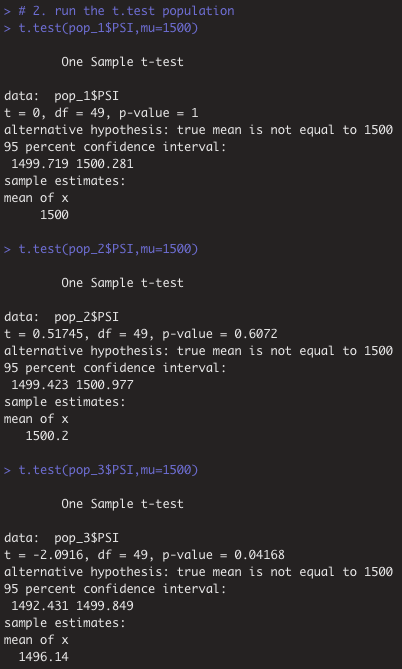 > # 2. run the t.test population
> t.test(pop_1$PSI,mu=1500)
One Sample t-test
data:  pop_1$PSI
t = 0, df = 49, p-value = 1
alternative hypothesis: true mean is not equal to 1500
95 percent confidence interval:
1499.719 1500.281
sample estimates:
mean of x
1500
> t.test(pop_2$PSI,mu=1500)
One Sample t-test
data:  pop_2$PSI
t = 0.51745, df = 49, p-value = 0.6072
alternative hypothesis: true mean is not equal to 1500
95 percent confidence interval:
1499.423 1500.977
sample estimates:
mean of x
1500.2
> t.test(pop_3$PSI,mu=1500)
One Sample t-test
data:  pop_3$PSI
t = -2.0916, df = 49, p-value = 0.04168
alternative hypothesis: true mean is not equal to 1500
95 percent confidence interval:
1492.431 1499.849
sample estimates:
mean of x
1496.14